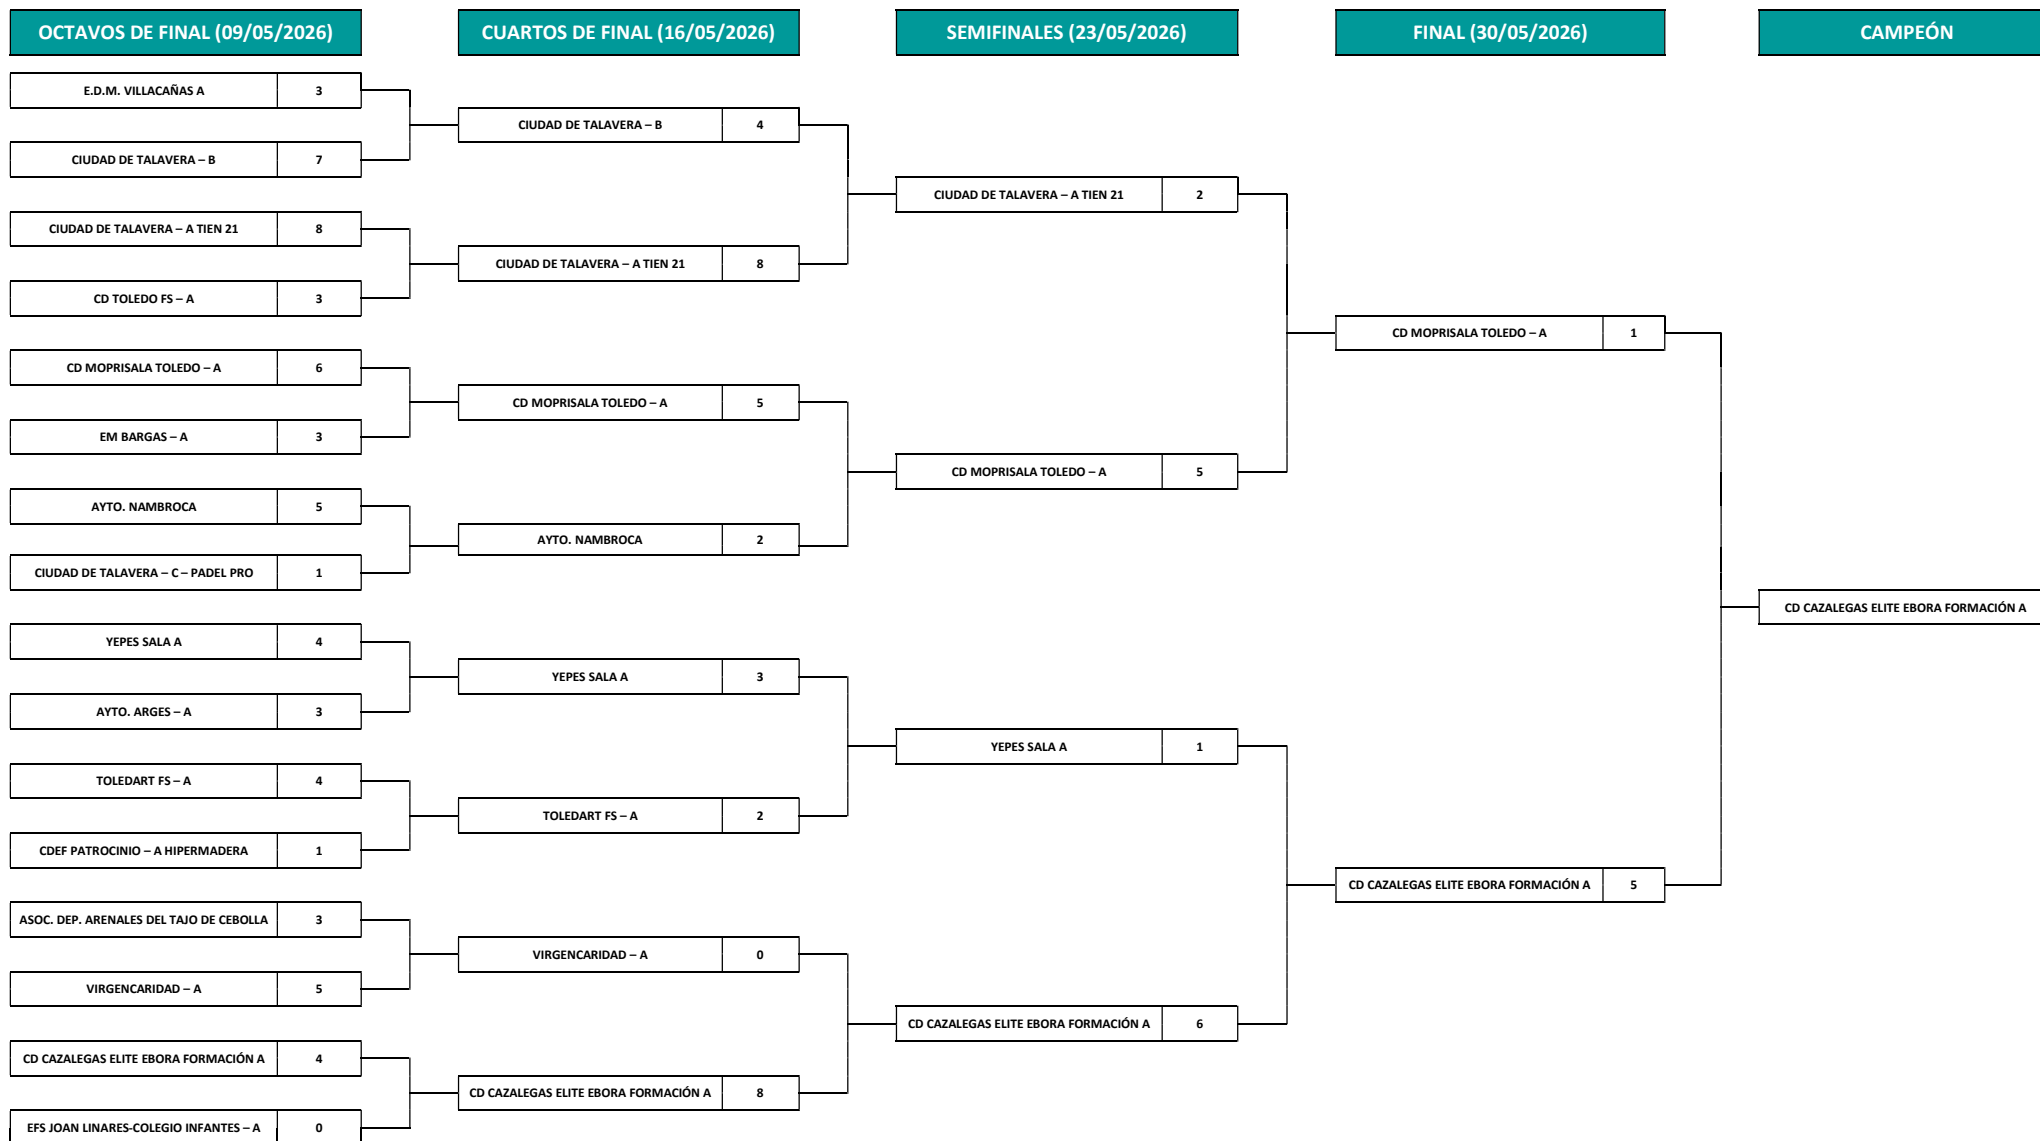 OCTAVOS DE FINAL (09/05/2026)
CUARTOS DE FINAL (16/05/2026)
SEMIFINALES (23/05/2026)
FINAL (30/05/2026)
CAMPEÓN
E.D.M. VILLACAÑAS A 3
CIUDAD DE TALAVERA – B 7
CIUDAD DE TALAVERA – A TIEN 21 8
CD TOLEDO FS – A 3
CD MOPRISALA TOLEDO – A 6
EM BARGAS – A 3
AYTO. NAMBROCA 5
CIUDAD DE TALAVERA – C – PADEL PRO 1
YEPES SALA A 4
AYTO. ARGES – A 3
TOLEDART FS – A 4
CDEF PATROCINIO – A HIPERMADERA 1
ASOC. DEP. ARENALES DEL TAJO DE CEBOLLA 3
VIRGENCARIDAD – A 5
CD CAZALEGAS ELITE EBORA FORMACIÓN A 4
EFS JOAN LINARES-COLEGIO INFANTES – A 0
CIUDAD DE TALAVERA – B 4
CIUDAD DE TALAVERA – A TIEN 21 8
CD MOPRISALA TOLEDO – A 5
AYTO. NAMBROCA 2
YEPES SALA A 3
TOLEDART FS – A 2
VIRGENCARIDAD – A 0
CD CAZALEGAS ELITE EBORA FORMACIÓN A 8
CIUDAD DE TALAVERA – A TIEN 21 2
CD MOPRISALA TOLEDO – A 5
YEPES SALA A 1
CD CAZALEGAS ELITE EBORA FORMACIÓN A 6
CD MOPRISALA TOLEDO – A 1
CD CAZALEGAS ELITE EBORA FORMACIÓN A 5
CD CAZALEGAS ELITE EBORA FORMACIÓN A